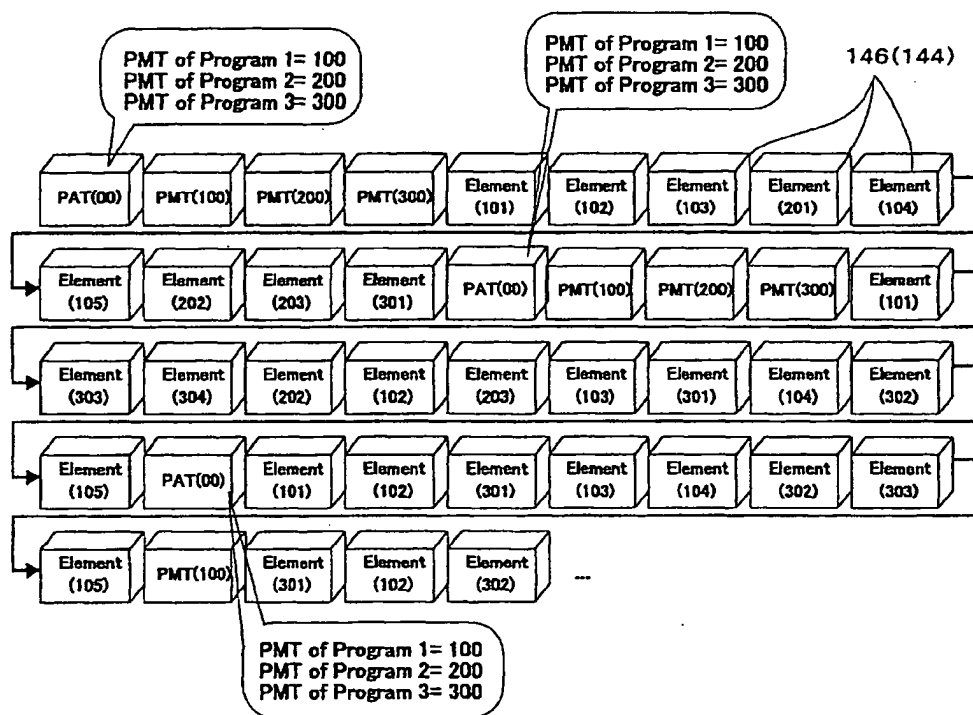 PMT of Program 1= 100
PMT of Program 2= 200
PMT of Program 3= 300
PMT of Program 1= 100
PMT of Program 2= 200
PMT of Program 3= 300
146(144)
PAT(00) PMT(100) PMT(200) PMT(300) Element (101) Element (102) Element (103) Element (201) Element (104)
Element (105) Element (202) Element (203) Element (301) PAT(00) PMT(100) PMT(200) PMT(300) Element (101)
Element (303) Element (304) Element (202) Element (102) Element (203) Element (103) Element (301) Element (104) Element (302)
Element (105) PAT(00) Element (101) Element (102) Element (301) Element (103) Element (104) Element (302) Element (303)
Element (105) PMT(100) Element (301) Element (102) Element (302) ...
PMT of Program 1= 100
PMT of Program 2= 200
PMT of Program 3= 300